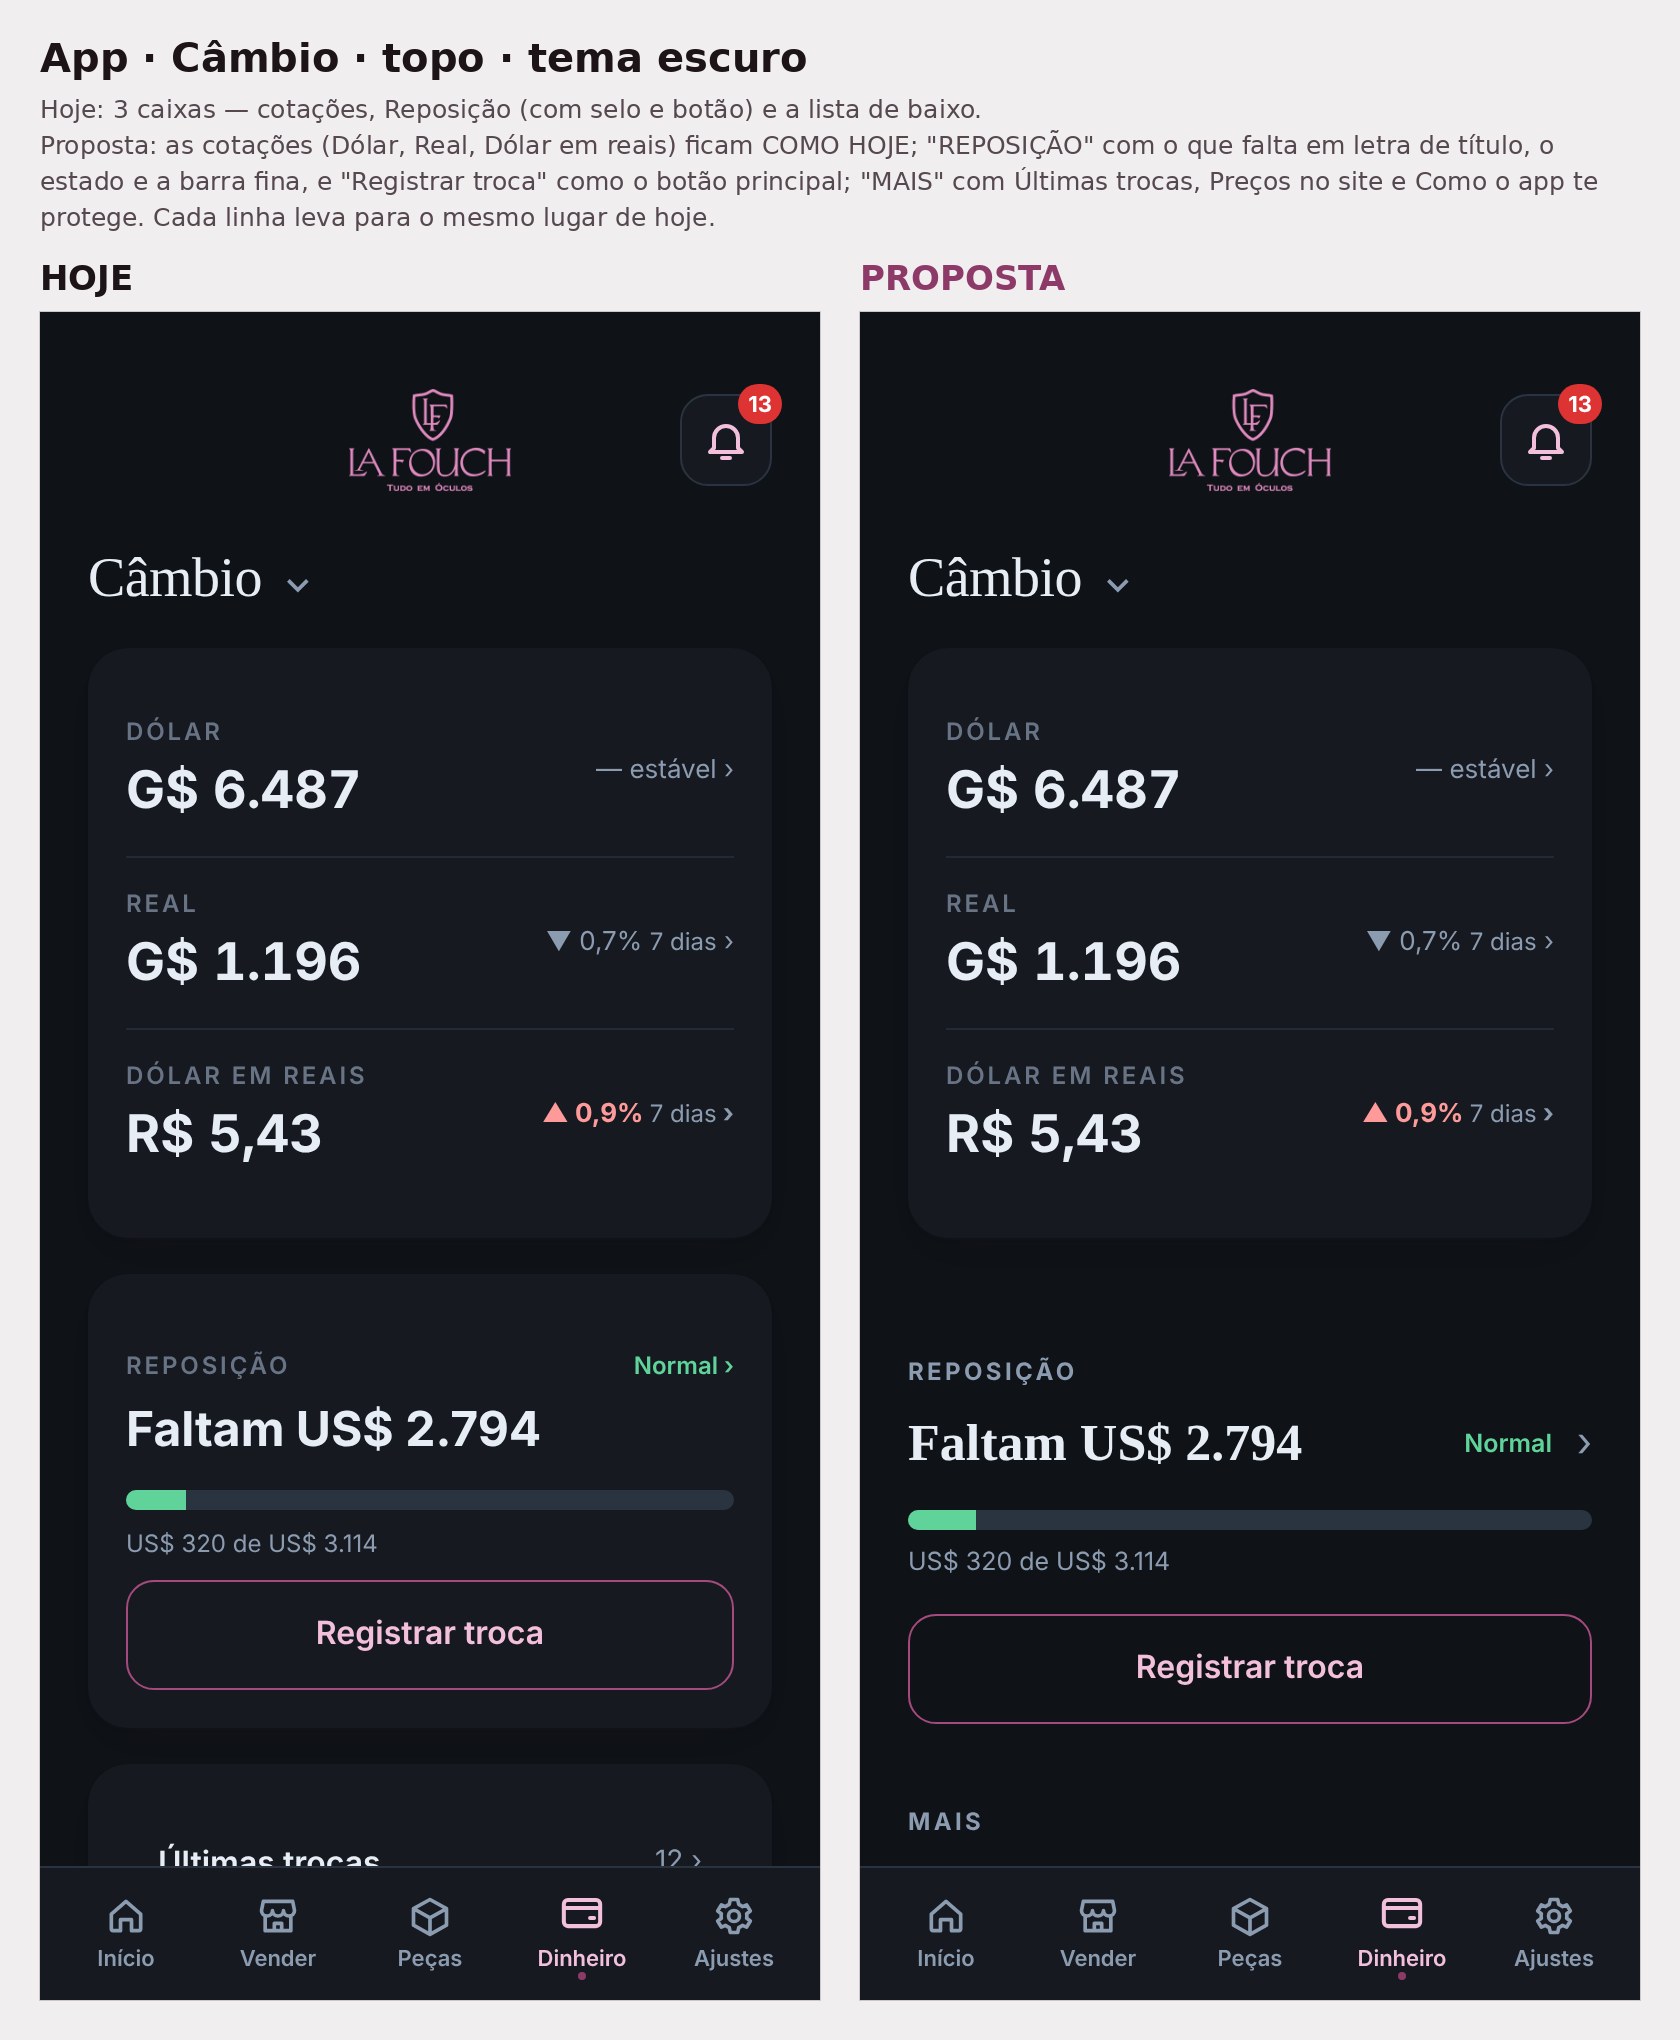 App · Câmbio · topo · tema escuro
Hoje: 3 caixas — cotações, Reposição (com selo e botão) e a lista de baixo.
Proposta: as cotações (Dólar, Real, Dólar em reais) ficam COMO HOJE; "REPOSIÇÃO" com o que falta em letra de título, o
estado e a barra fina, e "Registrar troca" como o botão principal; "MAIS" com Últimas trocas, Preços no site e Como o app te
protege. Cada linha leva para o mesmo lugar de hoje.
HOJE
LF
LA FOUCH
TUDO EM ÓCULOS
13
Câmbio
DÓLAR
G$ 6.487
— estável ›
REAL
G$ 1.196
▼ 0,7% 7 dias ›
DÓLAR EM REAIS
R$ 5,43
▲ 0,9% 7 dias ›
REPOSIÇÃO
Normal ›
Faltam US$ 2.794
US$ 320 de US$ 3.114
Registrar troca
Últimas trocas
12 ›
Início
Vender
Peças
Dinheiro
Ajustes
PROPOSTA
LF
LA FOUCH
TUDO EM ÓCULOS
13
Câmbio
DÓLAR
G$ 6.487
— estável ›
REAL
G$ 1.196
▼ 0,7% 7 dias ›
DÓLAR EM REAIS
R$ 5,43
▲ 0,9% 7 dias ›
REPOSIÇÃO
Faltam US$ 2.794
Normal ›
US$ 320 de US$ 3.114
Registrar troca
MAIS
Início
Vender
Peças
Dinheiro
Ajustes